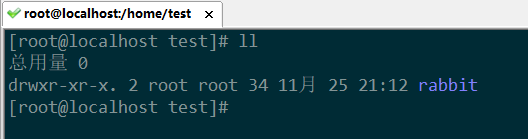 root@localhost:/home/test ×
[root@localhost test]# ll
总用量 0
drwxr-xr-x. 2 root root 34 11月 25 21:12 rabbit
[root@localhost test]#